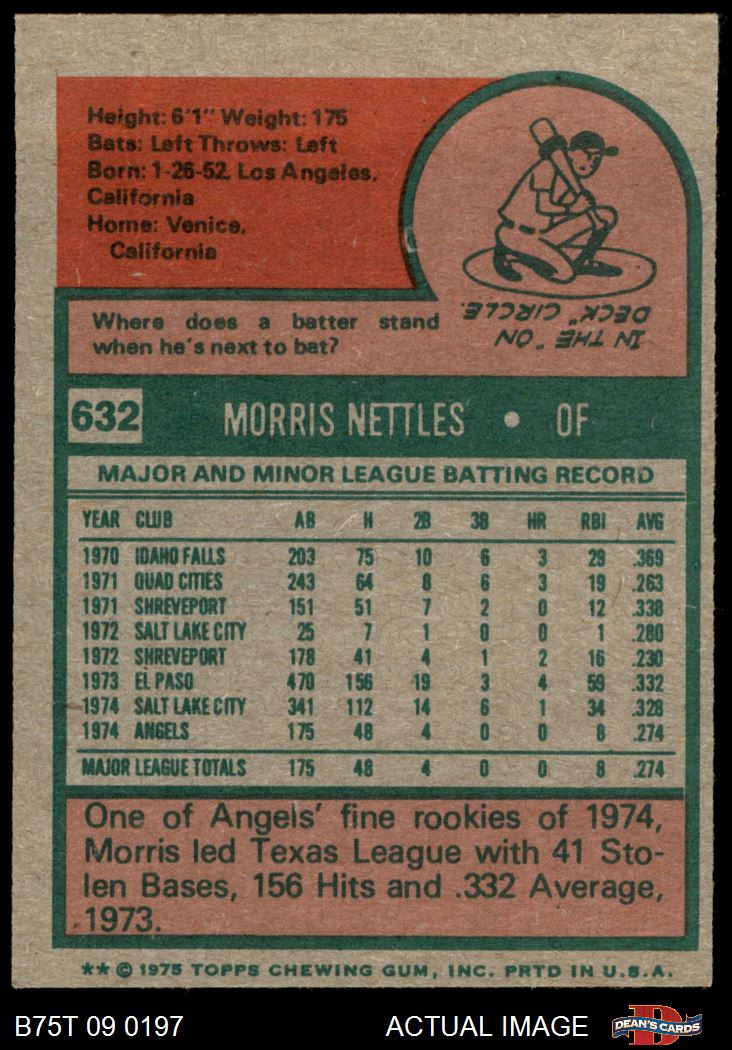 Height: 6'1" Weight: 175
Bats: Left Throws: Left
Born: 1-26-52, Los Angeles,
California
Home: Venice,
California
Where does a batter stand
when he's next to bat?
IN THE "ON
DECK" CIRCLE.
632 MORRIS NETTLES • OF
MAJOR AND MINOR LEAGUE BATTING RECORD
YEAR CLUB AB H 2B 3B HR RBI AVG
1970 IDAHO FALLS 203 75 10 6 3 29 .369
1971 QUAD CITIES 243 64 8 6 3 19 .263
1971 SHREVEPORT 151 51 7 2 0 12 .338
1972 SALT LAKE CITY 25 7 1 0 0 1 .280
1972 SHREVEPORT 178 41 4 1 2 16 .230
1973 EL PASO 470 156 19 3 4 59 .332
1974 SALT LAKE CITY 341 112 14 6 1 34 .328
1974 ANGELS 175 48 4 0 0 8 .274
MAJOR LEAGUE TOTALS 175 48 4 0 0 8 .274
One of Angels' fine rookies of 1974,
Morris led Texas League with 41 Sto-
len Bases, 156 Hits and .332 Average,
1973.
** © 1975 TOPPS CHEWING GUM, INC. PRTD IN U.S.A.
B75T 09 0197 ACTUAL IMAGE D DEAN'S CARDS